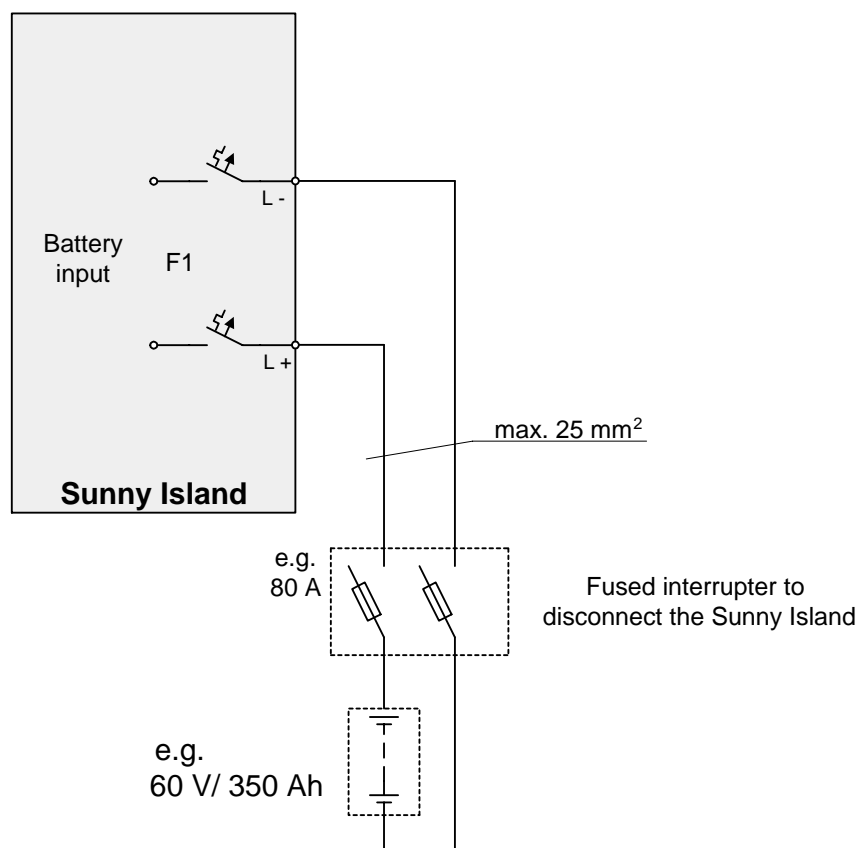 L -
Battery
input
F1
L +
max. 25 mm²
Sunny Island
e.g.
80 A
Fused interrupter to
disconnect the Sunny Island
e.g.
60 V/ 350 Ah